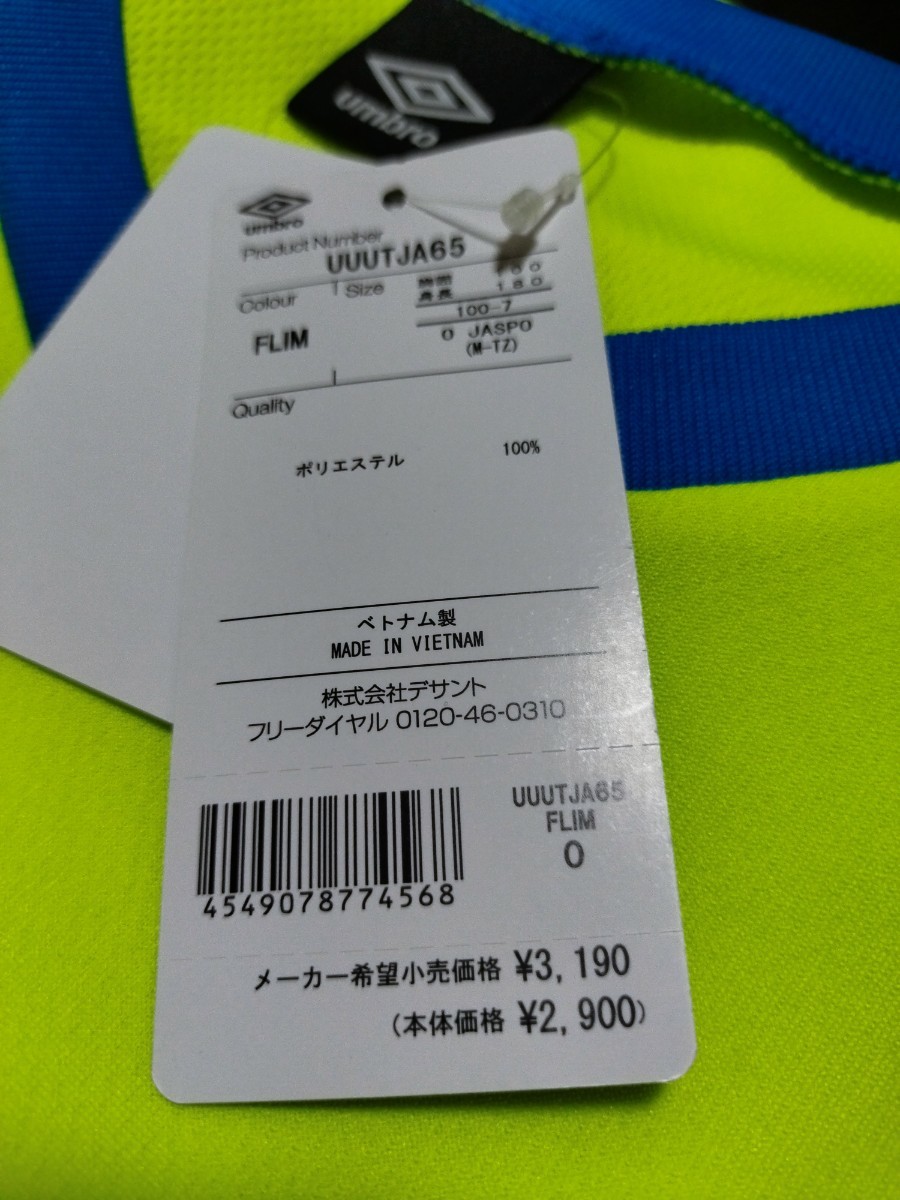 umbro
umbro
Product Number
UUUTJA65
Colour
Size
胸囲 100
身長 180
100-7
FLIM
O JASPO
(M-TZ)
Quality
ポリエステル 100%
ベトナム製
MADE IN VIETNAM
株式会社デサント
フリーダイヤル 0120-46-0310
UUUTJA65
FLIM
O
4549078774568
メーカー希望小売価格 ¥3,190
(本体価格 ¥2,900)